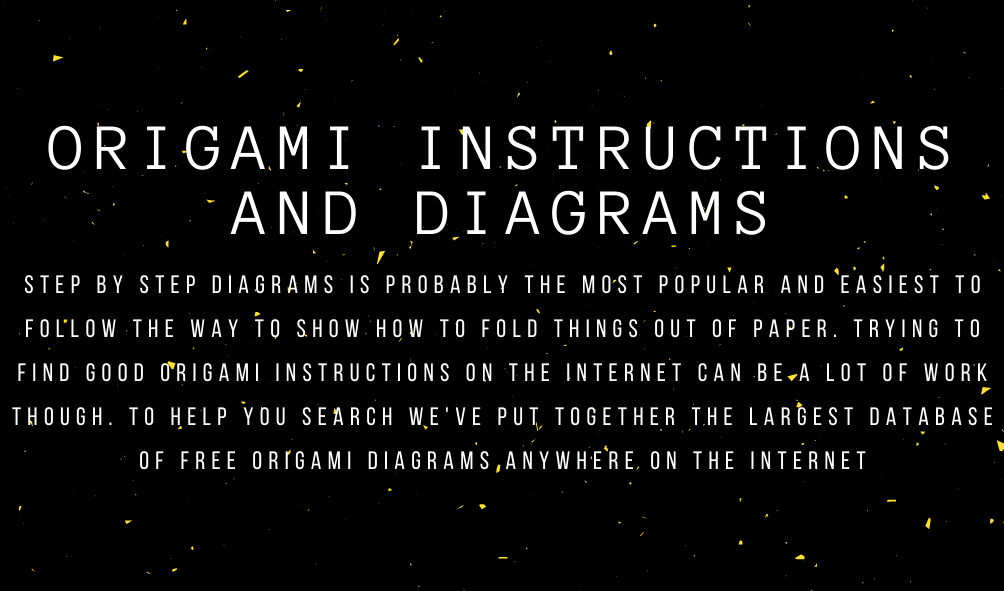 ORIGAMI INSTRUCTIONS
AND DIAGRAMS
STEP BY STEP DIAGRAMS IS PROBABLY THE MOST POPULAR AND EASIEST TO
FOLLOW THE WAY TO SHOW HOW TO FOLD THINGS OUT OF PAPER. TRYING TO
FIND GOOD ORIGAMI INSTRUCTIONS ON THE INTERNET CAN BE A LOT OF WORK
THOUGH. TO HELP YOU SEARCH WE'VE PUT TOGETHER THE LARGEST DATABASE
OF FREE ORIGAMI DIAGRAMS ANYWHERE ON THE INTERNET